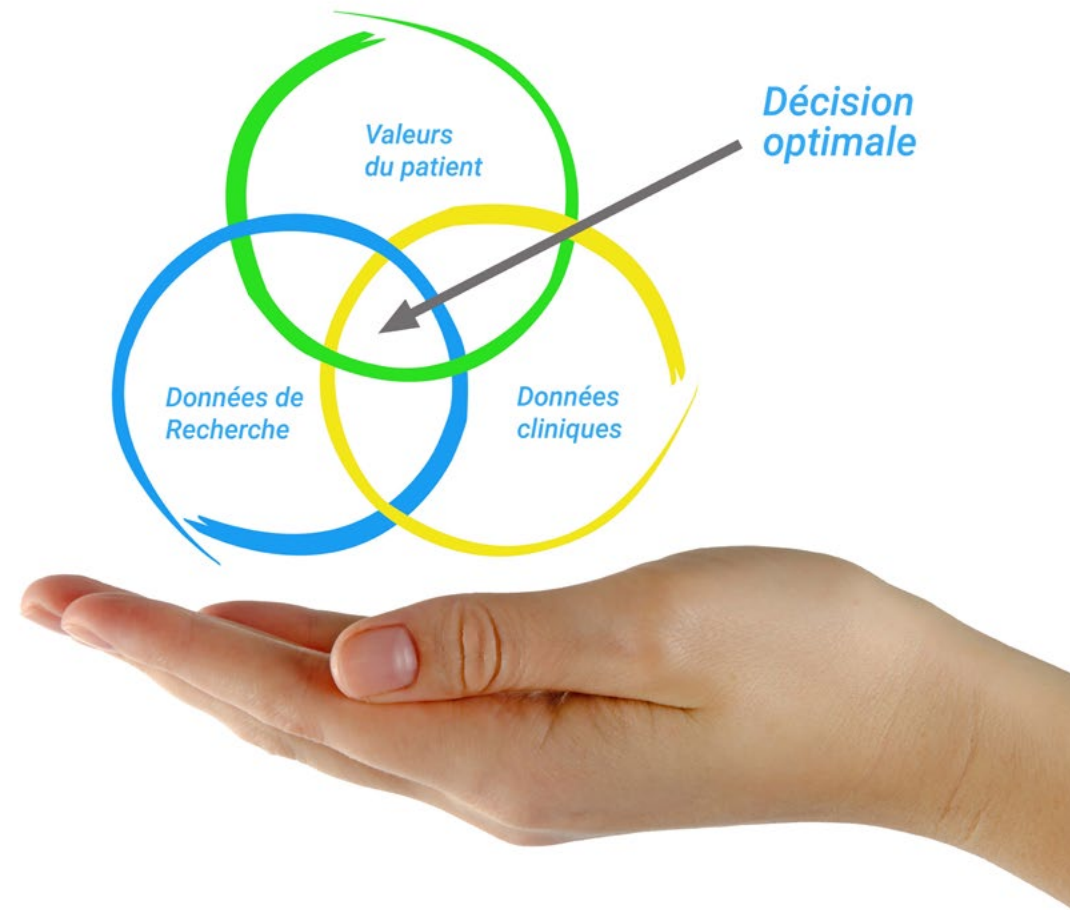 Valeurs
du patient
Décision
optimale
Données de
Recherche
Données
cliniques